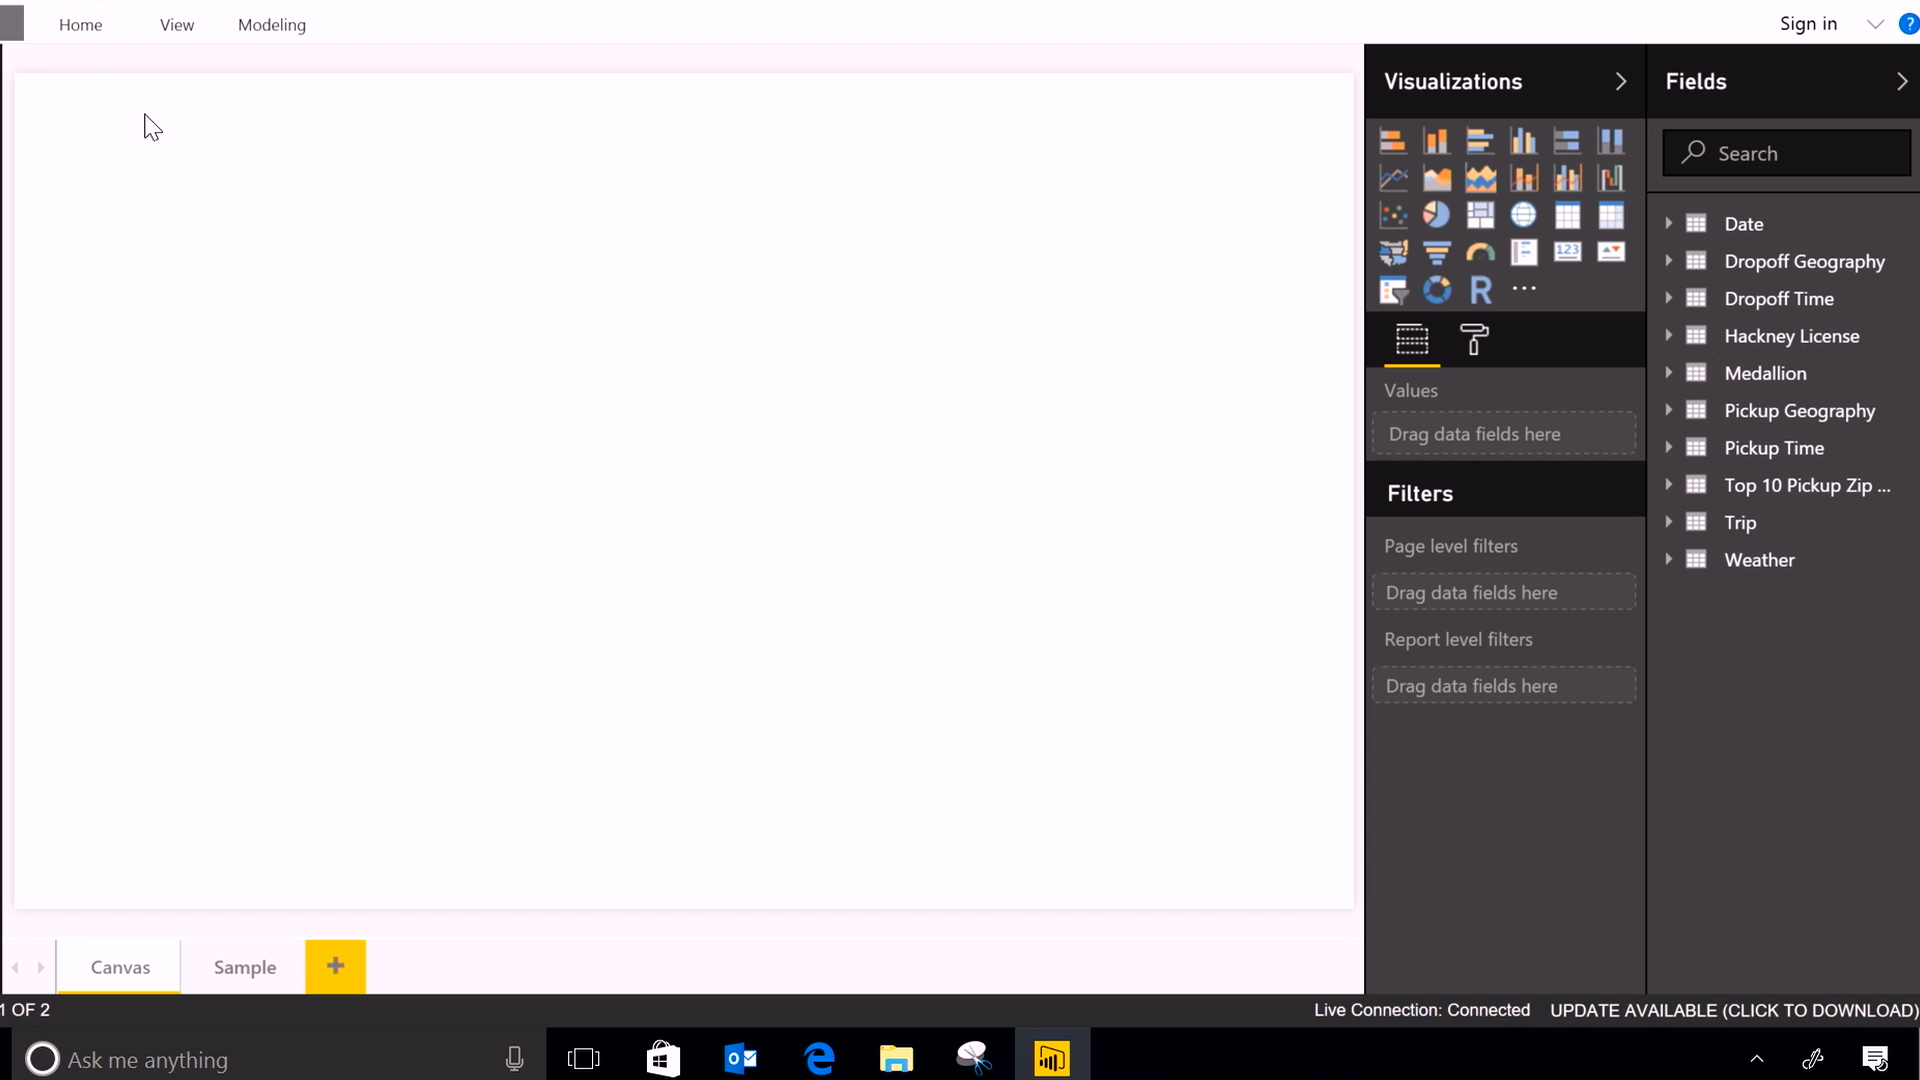 Home View Modeling Sign in ?
Visualizations Fields
Search
Date
Dropoff Geography
Dropoff Time
Hackney License
Medallion
Pickup Geography
Pickup Time
Top 10 Pickup Zip ...
Trip
Weather
123
R ...
Values
Drag data fields here
Filters
Page level filters
Drag data fields here
Report level filters
Drag data fields here
Canvas Sample +
1 OF 2 Live Connection: Connected UPDATE AVAILABLE (CLICK TO DOWNLOAD)
Ask me anything